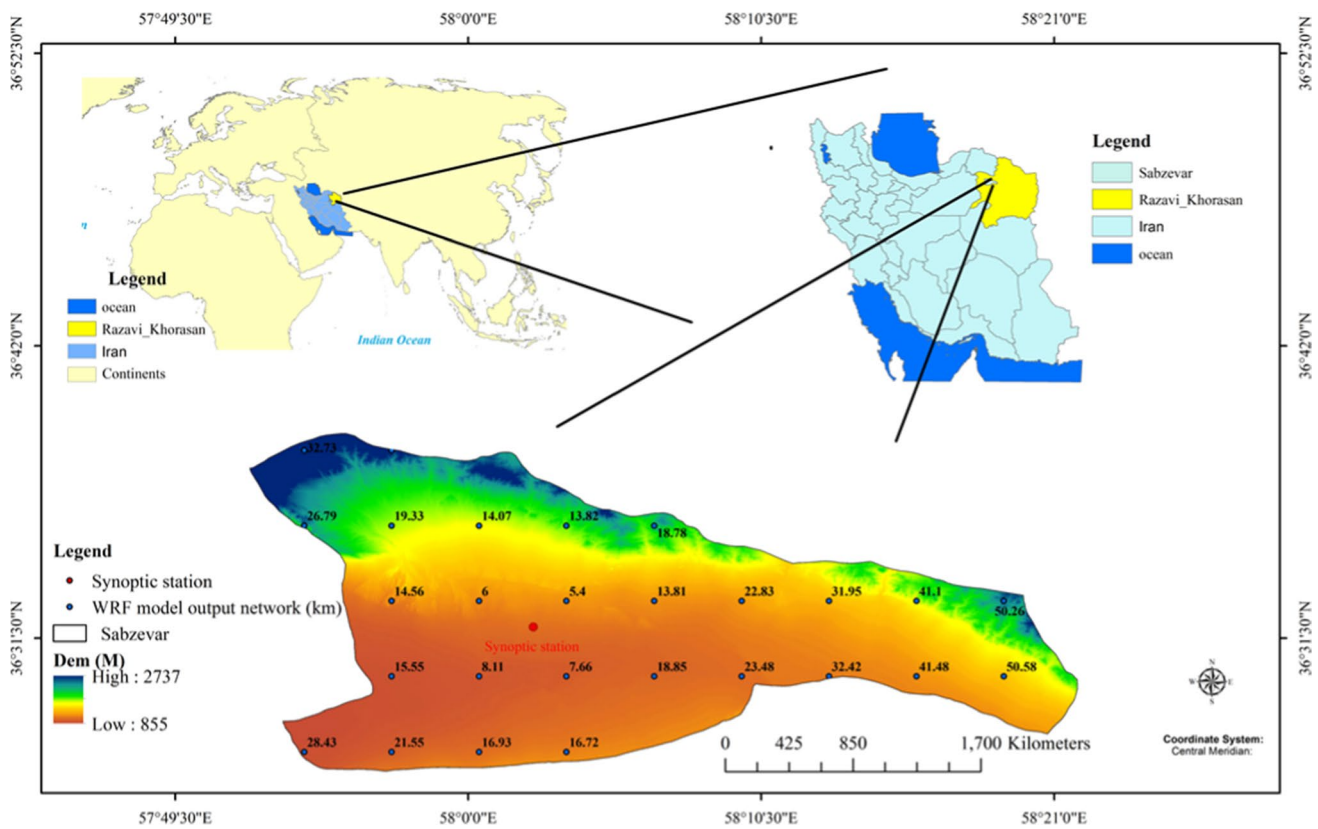 57°49'30"E 58°0'0"E 58°10'30"E 58°21'0"E
36°52'30"N
36°52'30"N
Legend
Sabzevar
Razavi_Khorasan
Iran
ocean
Legend
ocean
Razavi_Khorasan
Iran
Continents
Indian Ocean
36°42'0"N
36°42'0"N
32.73
26.79 19.33 14.07 13.82 18.78
14.56 6 5.4 13.81 22.83 31.95 41.1 50.26
Synoptic station
15.55 8.11 7.66 18.85 23.48 32.42 41.48 50.58
28.43 21.55 16.93 16.72
Legend
Synoptic station
WRF model output network (km)
Sabzevar
Dem (M)
High : 2737
Low : 855
36°31'30"N
36°31'30"N
N
W E
S
0 425 850 1,700 Kilometers
Coordinate System:
Central Meridian:
57°49'30"E 58°0'0"E 58°10'30"E 58°21'0"E